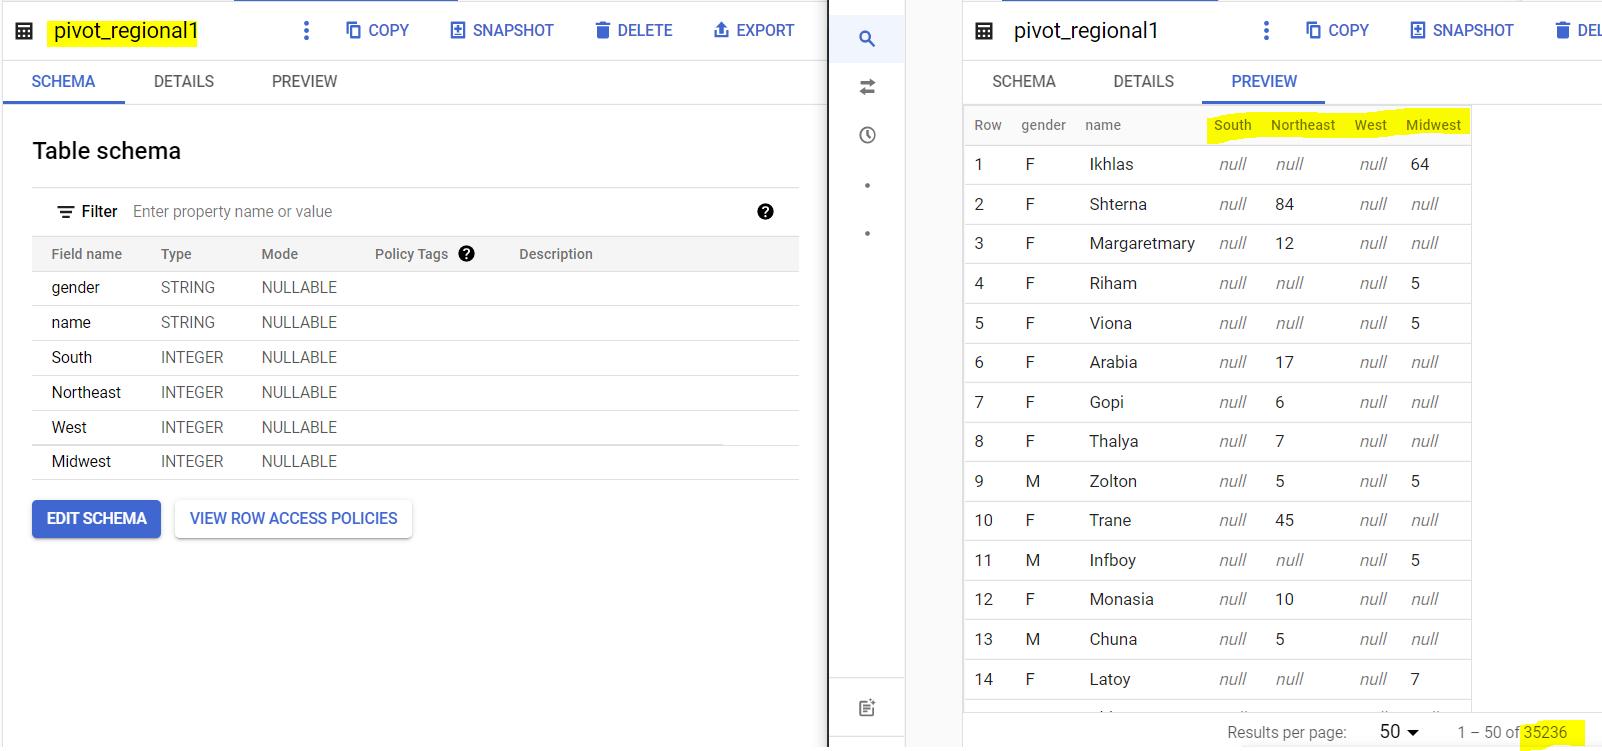 pivot_regional1 COPY SNAPSHOT DELETE EXPORT
SCHEMA DETAILS PREVIEW
Table schema
Filter Enter property name or value
Field name Type Mode Policy Tags Description
gender STRING NULLABLE
name STRING NULLABLE
South INTEGER NULLABLE
Northeast INTEGER NULLABLE
West INTEGER NULLABLE
Midwest INTEGER NULLABLE
EDIT SCHEMA VIEW ROW ACCESS POLICIES
pivot_regional1 COPY SNAPSHOT DEL
SCHEMA DETAILS PREVIEW
Row gender name South Northeast West Midwest
1 F Ikhlas null null null 64
2 F Shterna null 84 null null
3 F Margaretmary null 12 null null
4 F Riham null null null 5
5 F Viona null null null 5
6 F Arabia null 17 null null
7 F Gopi null 6 null null
8 F Thalya null 7 null null
9 M Zolton null 5 null 5
10 F Trane null 45 null null
11 M Infboy null null null 5
12 F Monasia null 10 null null
13 M Chuna null 5 null null
14 F Latoy null null null 7
Results per page: 50 1 – 50 of 35236